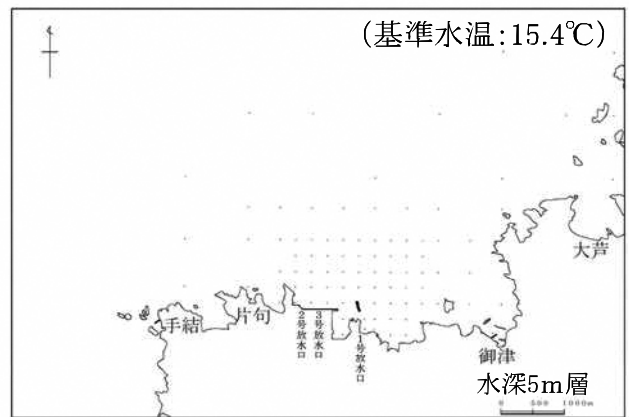 (基準水温:15.4℃)
大芦
手結
片句
2号放水口
3号放水口
1号放水口
御津
水深5m層
0 500 1000m